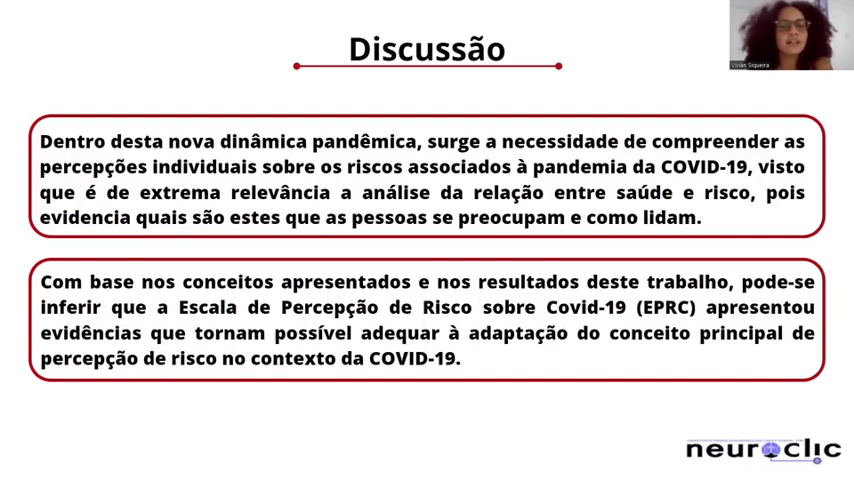 Discussão
Vivian Siqueira
Dentro desta nova dinâmica pandêmica, surge a necessidade de compreender as
percepções individuais sobre os riscos associados à pandemia da COVID-19, visto
que é de extrema relevância a análise da relação entre saúde e risco, pois
evidencia quais são estes que as pessoas se preocupam e como lidam.
Com base nos conceitos apresentados e nos resultados deste trabalho, pode-se
inferir que a Escala de Percepção de Risco sobre Covid-19 (EPRC) apresentou
evidências que tornam possível adequar à adaptação do conceito principal de
percepção de risco no contexto da COVID-19.
neuroclic